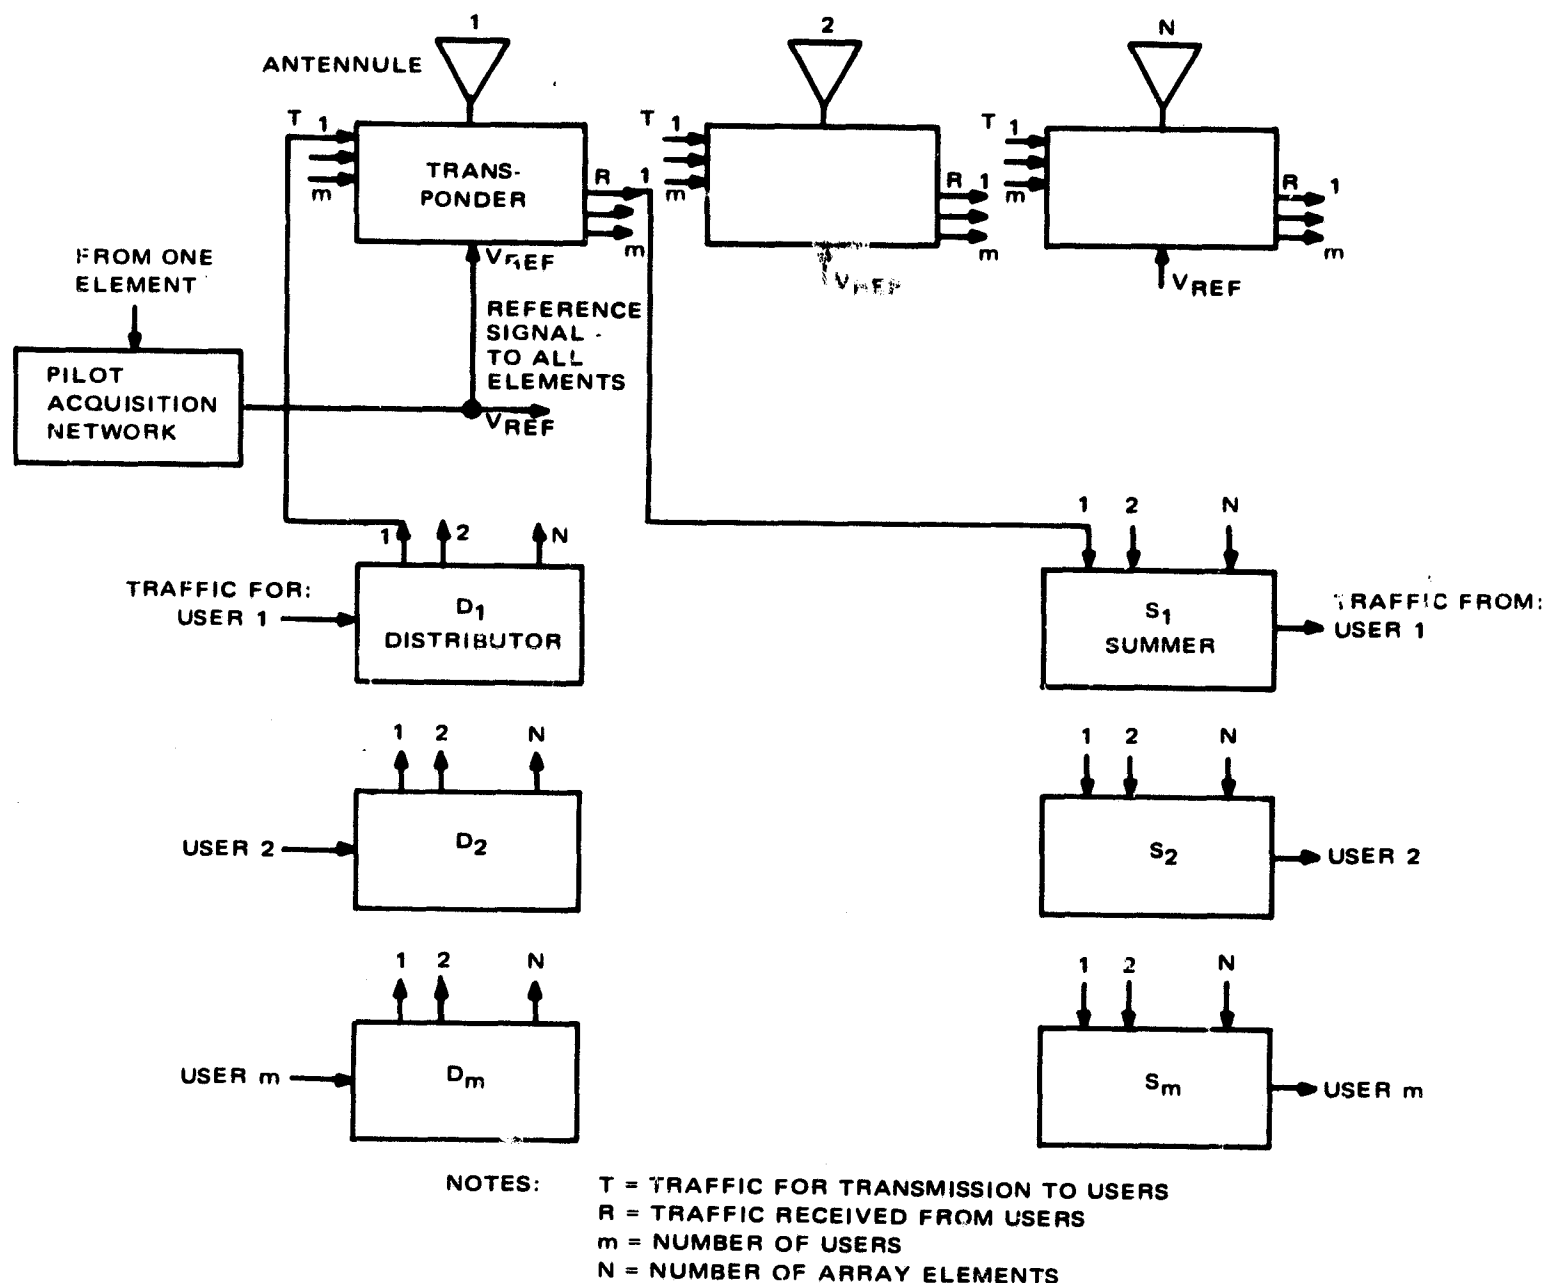 1
2
N
ANTENNULE
T 1
m
TRANS-
PONDER
R 1
m
VREF
T 1
m
R 1
m
VREF
T 1
m
R 1
m
VREF
FROM ONE
ELEMENT
PILOT
ACQUISITION
NETWORK
REFERENCE
SIGNAL
TO ALL
ELEMENTS
VREF
1 2 N
TRAFFIC FOR:
USER 1
D1
DISTRIBUTOR
1 2 N
S1
SUMMER
TRAFFIC FROM:
USER 1
1 2 N
USER 2
D2
1 2 N
S2
USER 2
1 2 N
USER m
Dm
1 2 N
Sm
USER m
NOTES: T = TRAFFIC FOR TRANSMISSION TO USERS
R = TRAFFIC RECEIVED FROM USERS
m = NUMBER OF USERS
N = NUMBER OF ARRAY ELEMENTS